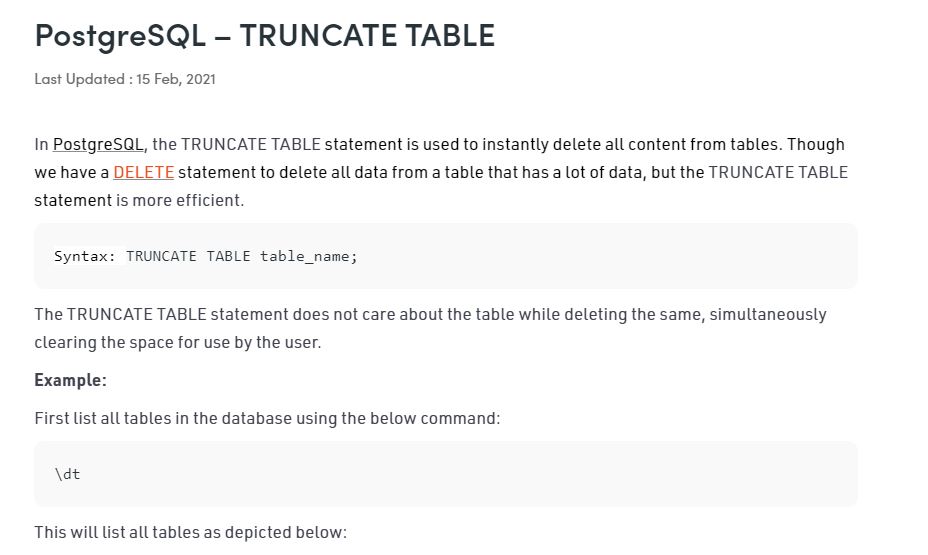 PostgreSQL – TRUNCATE TABLE
Last Updated : 15 Feb, 2021
In PostgreSQL, the TRUNCATE TABLE statement is used to instantly delete all content from tables. Though
we have a DELETE statement to delete all data from a table that has a lot of data, but the TRUNCATE TABLE
statement is more efficient.
Syntax: TRUNCATE TABLE table_name;
The TRUNCATE TABLE statement does not care about the table while deleting the same, simultaneously
clearing the space for use by the user.
Example:
First list all tables in the database using the below command:
\dt
This will list all tables as depicted below: